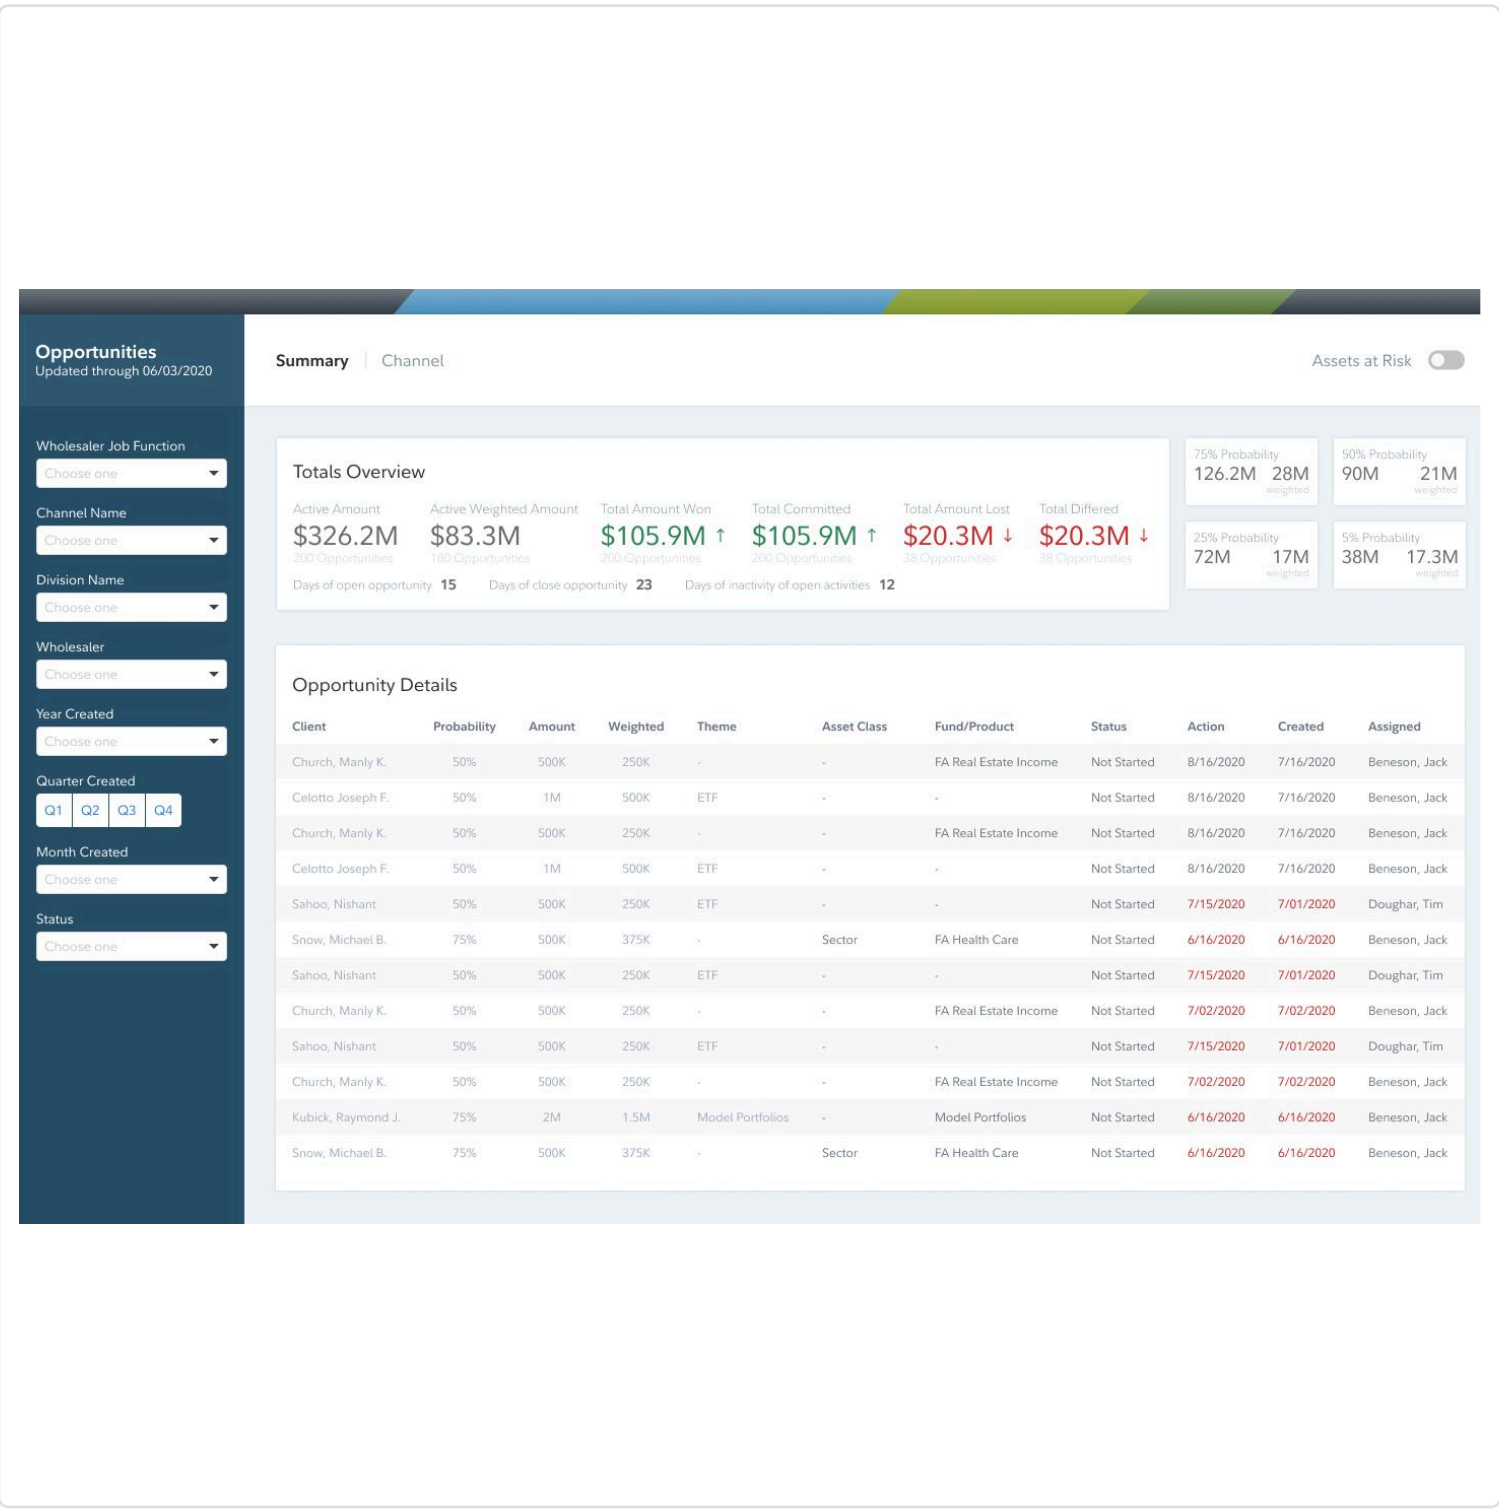 Opportunities
Updated through 06/03/2020
Summary Channel Assets at Risk
Wholesaler Job Function
Choose one
Channel Name
Choose one
Division Name
Choose one
Wholesaler
Choose one
Year Created
Choose one
Quarter Created
Q1 Q2 Q3 Q4
Month Created
Choose one
Status
Choose one
Totals Overview
Active Amount Active Weighted Amount Total Amount Won Total Committed Total Amount Lost Total Differed
$326.2M $83.3M $105.9M ↑ $105.9M ↑ $20.3M ↓ $20.3M ↓
200 Opportunities 180 Opportunities 200 Opportunities 200 Opportunities 38 Opportunities 38 Opportunities
Days of open opportunity 15 Days of close opportunity 23 Days of inactivity of open activities 12
75% Probability
126.2M 28M
weighted
50% Probability
90M 21M
weighted
25% Probability
72M 17M
weighted
5% Probability
38M 17.3M
weighted
Opportunity Details
Client Probability Amount Weighted Theme Asset Class Fund/Product Status Action Created Assigned
Church, Manly K. 50% 500K 250K - - FA Real Estate Income Not Started 8/16/2020 7/16/2020 Beneson, Jack
Celotto Joseph F. 50% 1M 500K ETF - - Not Started 8/16/2020 7/16/2020 Beneson, Jack
Church, Manly K. 50% 500K 250K - - FA Real Estate Income Not Started 8/16/2020 7/16/2020 Beneson, Jack
Celotto Joseph F. 50% 1M 500K ETF - - Not Started 8/16/2020 7/16/2020 Beneson, Jack
Sahoo, Nishant 50% 500K 250K ETF - - Not Started 7/15/2020 7/01/2020 Doughar, Tim
Snow, Michael B. 75% 500K 375K - Sector FA Health Care Not Started 6/16/2020 6/16/2020 Beneson, Jack
Sahoo, Nishant 50% 500K 250K ETF - - Not Started 7/15/2020 7/01/2020 Doughar, Tim
Church, Manly K. 50% 500K 250K - - FA Real Estate Income Not Started 7/02/2020 7/02/2020 Beneson, Jack
Sahoo, Nishant 50% 500K 250K ETF - - Not Started 7/15/2020 7/01/2020 Doughar, Tim
Church, Manly K. 50% 500K 250K - - FA Real Estate Income Not Started 7/02/2020 7/02/2020 Beneson, Jack
Kubick, Raymond J. 75% 2M 1.5M Model Portfolios - Model Portfolios Not Started 6/16/2020 6/16/2020 Beneson, Jack
Snow, Michael B. 75% 500K 375K - Sector FA Health Care Not Started 6/16/2020 6/16/2020 Beneson, Jack